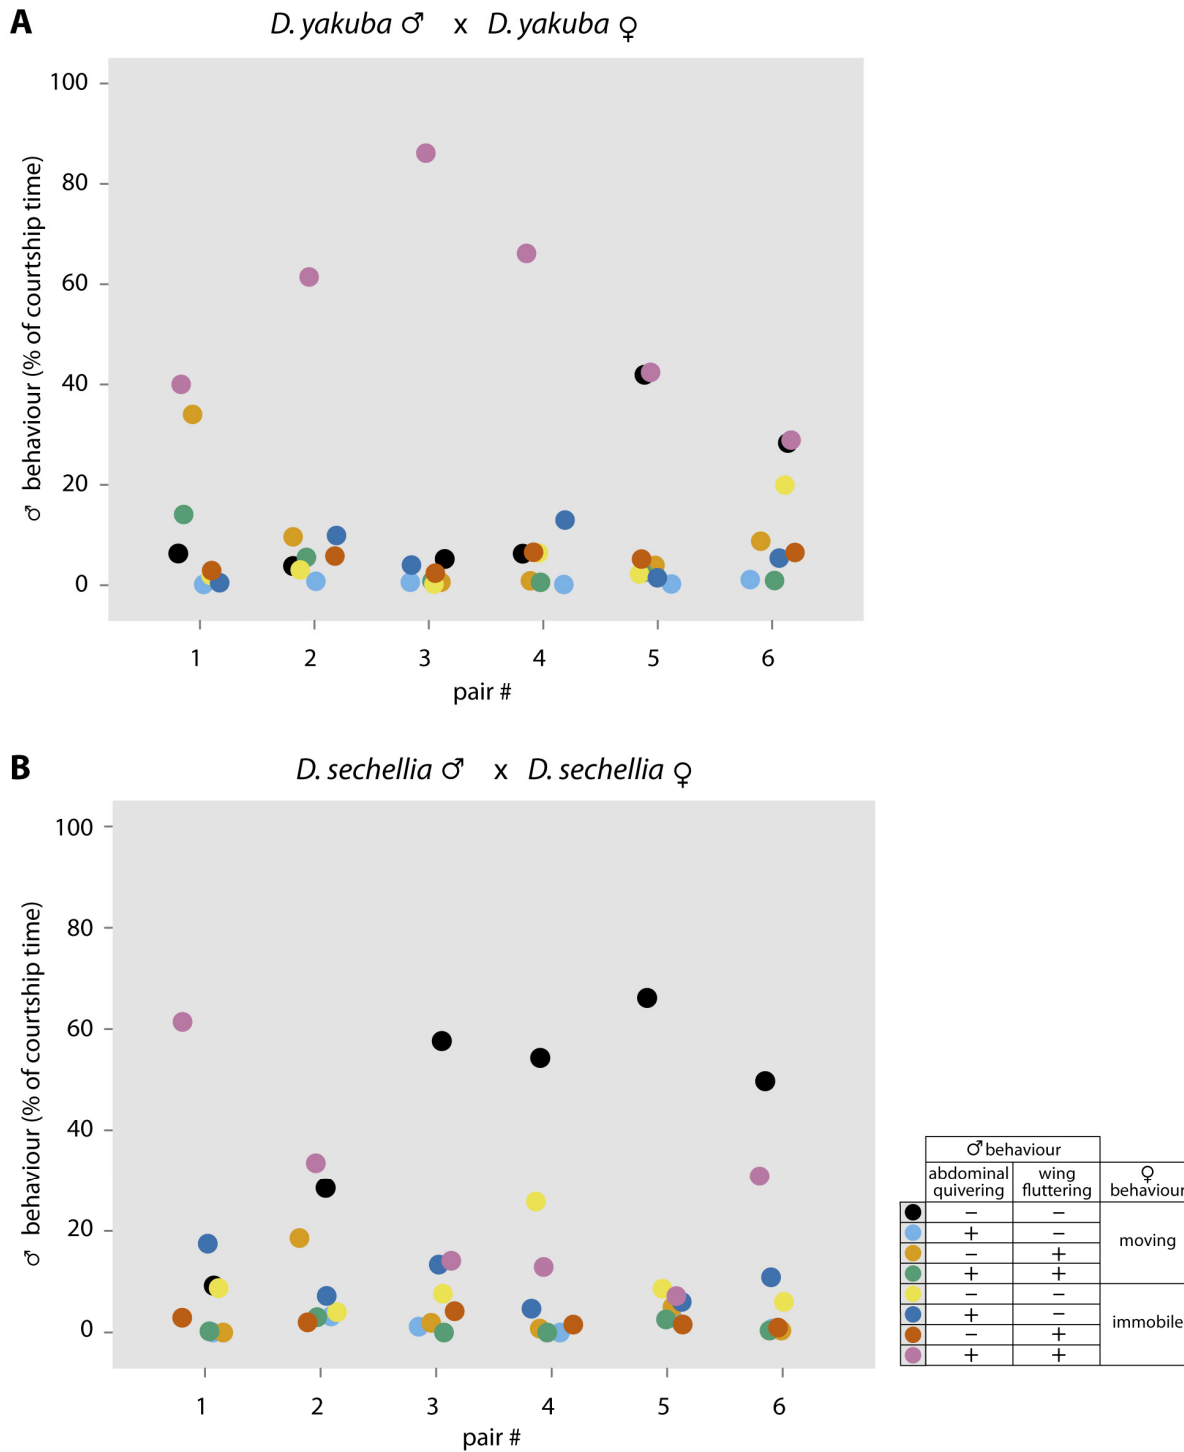 A
D. yakuba ♂ x D. yakuba ♀
100
80
60
40
20
0
♂ behaviour (% of courtship time)
1 2 3 4 5 6
pair #
B
D. sechellia ♂ x D. sechellia ♀
100
80
60
40
20
0
♂ behaviour (% of courtship time)
1 2 3 4 5 6
pair #
♂ behaviour
abdominal quivering
wing fluttering
♀ behaviour
− −
+ −
− +
+ +
moving
− −
+ −
− +
+ +
immobile